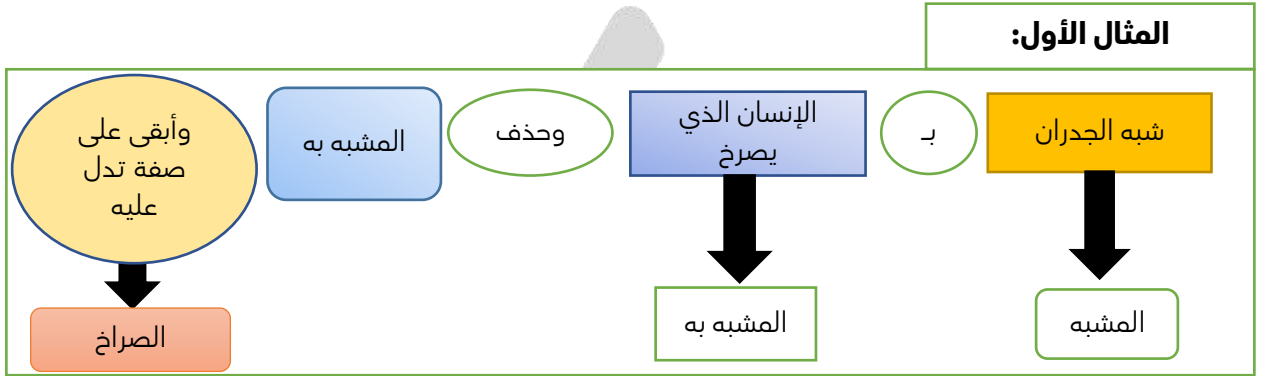 المثال الأول:
شبه الجدران
بـ
الإنسان الذي
يصرخ
وحذف
المشبه به
وأبقى على
صفة تدل
عليه
المشبه
المشبه به
الصراخ